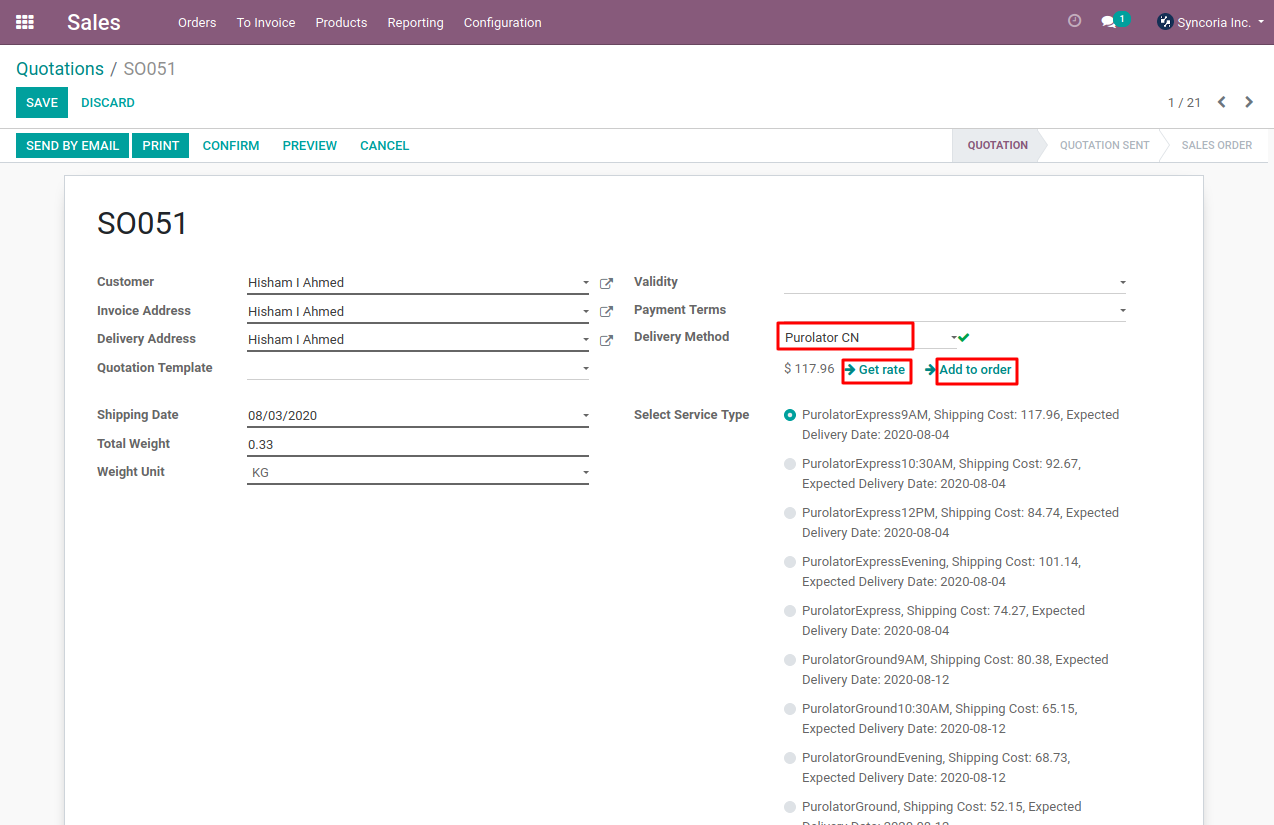 Sales Orders To Invoice Products Reporting Configuration 1 Syncoria Inc.
Quotations / SO051
SAVE DISCARD 1 / 21
SEND BY EMAIL PRINT CONFIRM PREVIEW CANCEL QUOTATION QUOTATION SENT SALES ORDER
SO051
Customer Hisham I Ahmed
Invoice Address Hisham I Ahmed
Delivery Address Hisham I Ahmed
Quotation Template
Shipping Date 08/03/2020
Total Weight 0.33
Weight Unit KG
Validity
Payment Terms
Delivery Method Purolator CN
$ 117.96 Get rate Add to order
Select Service Type PurolatorExpress9AM, Shipping Cost: 117.96, Expected
Delivery Date: 2020-08-04
PurolatorExpress10:30AM, Shipping Cost: 92.67,
Expected Delivery Date: 2020-08-04
PurolatorExpress12PM, Shipping Cost: 84.74, Expected
Delivery Date: 2020-08-04
PurolatorExpressEvening, Shipping Cost: 101.14,
Expected Delivery Date: 2020-08-04
PurolatorExpress, Shipping Cost: 74.27, Expected
Delivery Date: 2020-08-04
PurolatorGround9AM, Shipping Cost: 80.38, Expected
Delivery Date: 2020-08-12
PurolatorGround10:30AM, Shipping Cost: 65.15,
Expected Delivery Date: 2020-08-12
PurolatorGroundEvening, Shipping Cost: 68.73,
Expected Delivery Date: 2020-08-12
PurolatorGround, Shipping Cost: 52.15, Expected